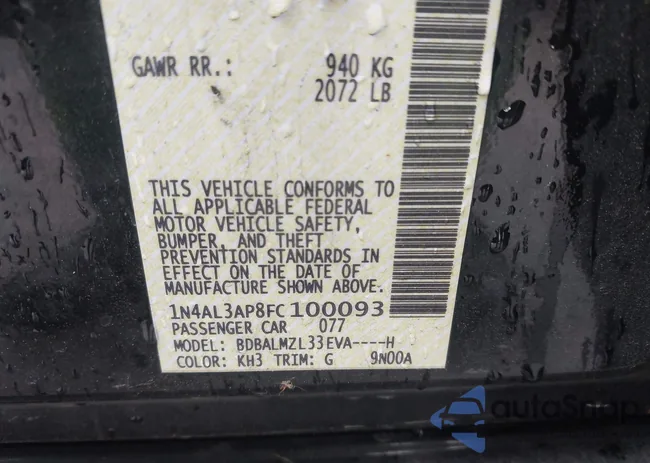 GAWR RR.: 940 KG
2072 LB
THIS VEHICLE CONFORMS TO
ALL APPLICABLE FEDERAL
MOTOR VEHICLE SAFETY,
BUMPER, AND THEFT
PREVENTION STANDARDS IN
EFFECT ON THE DATE OF
MANUFACTURE SHOWN ABOVE.
1N4AL3AP8FC100093
PASSENGER CAR 077
MODEL: BDBALMZL33EVA----H
COLOR: KH3 TRIM: G 9N00A
autoSnap